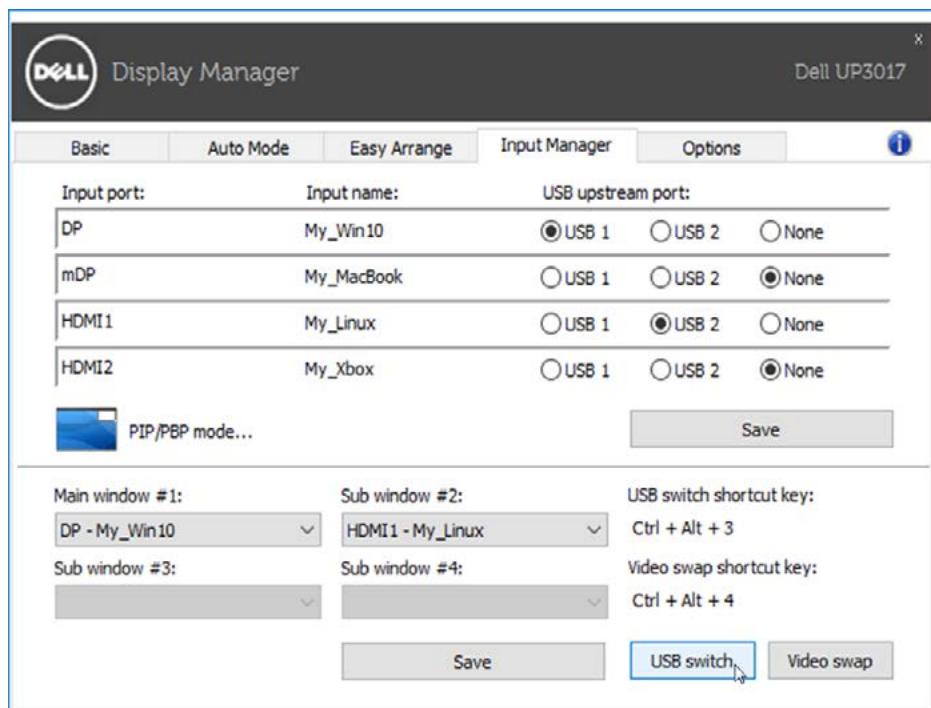 x
DELL Display Manager Dell UP3017
Basic Auto Mode Easy Arrange Input Manager Options i
Input port: Input name: USB upstream port:
DP My_Win10 USB 1 USB 2 None
mDP My_MacBook USB 1 USB 2 None
HDMI1 My_Linux USB 1 USB 2 None
HDMI2 My_Xbox USB 1 USB 2 None
PIP/PBP mode... Save
Main window #1: Sub window #2: USB switch shortcut key:
DP - My_Win10 HDMI1 - My_Linux Ctrl + Alt + 3
Sub window #3: Sub window #4: Video swap shortcut key:
Ctrl + Alt + 4
Save USB switch Video swap